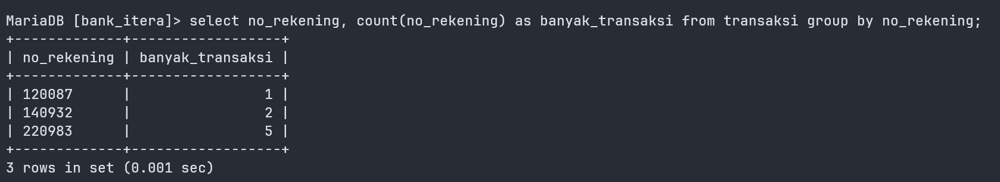 MariaDB [bank_itera]> select no_rekening, count(no_rekening) as banyak_transaksi from transaksi group by no_rekening;
+-------------+------------------+
| no_rekening | banyak_transaksi |
+-------------+------------------+
| 120087      |                1 |
| 140932      |                2 |
| 220983      |                5 |
+-------------+------------------+
3 rows in set (0.001 sec)